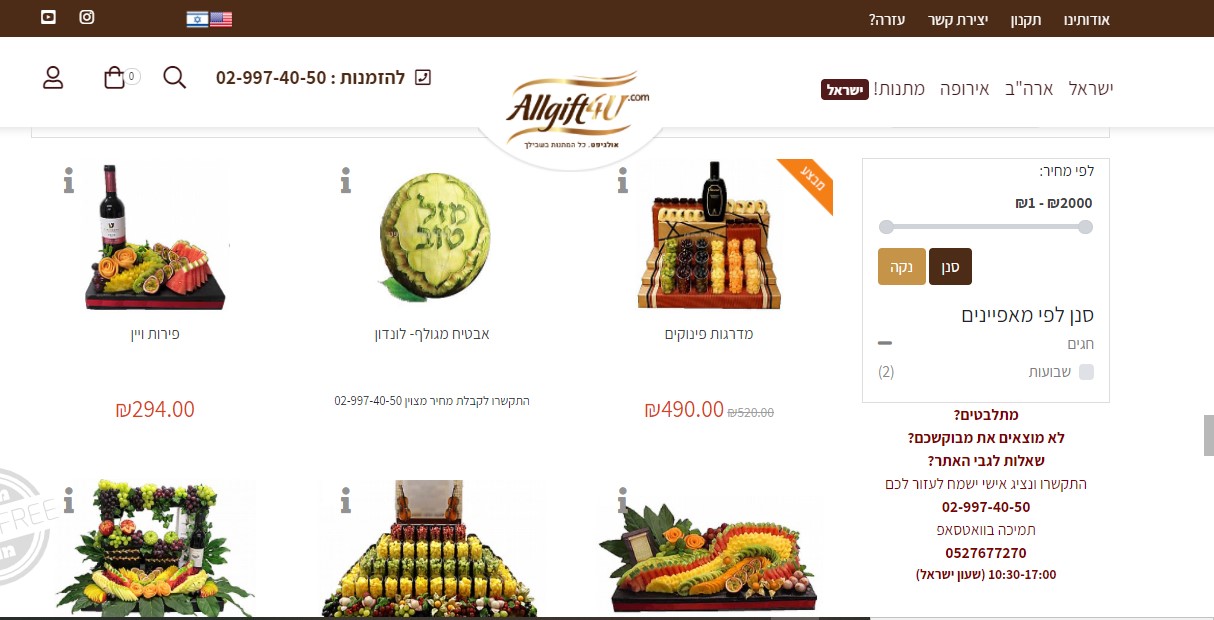 אודותינו
תקנון
יצירת קשר
עזרה?
ישראל
ארה"ב
אירופה
מתנות!
ישראל
Allgift4U.com
אולגיפט. כל המתנות בשבילך
להזמנות : 02-997-40-50
0
לפי מחיר:
₪1 - ₪2000
סנן
נקה
סנן לפי מאפיינים
חגים
שבועות
(2)
מתלבטים?
לא מוצאים את מבוקשכם?
שאלות לגבי האתר?
התקשרו ונציג אישי ישמח לעזור לכם
02-997-40-50
תמיכה בוואטסאפ
0527677270
10:30-17:00 (שעון ישראל)
מבצע
מדרגות פינוקים
₪520.00 ₪490.00
מזל
טוב
אבטיח מגולף- לונדון
התקשרו לקבלת מחיר מצוין 02-997-40-50
פירות ויין
₪294.00
FREE